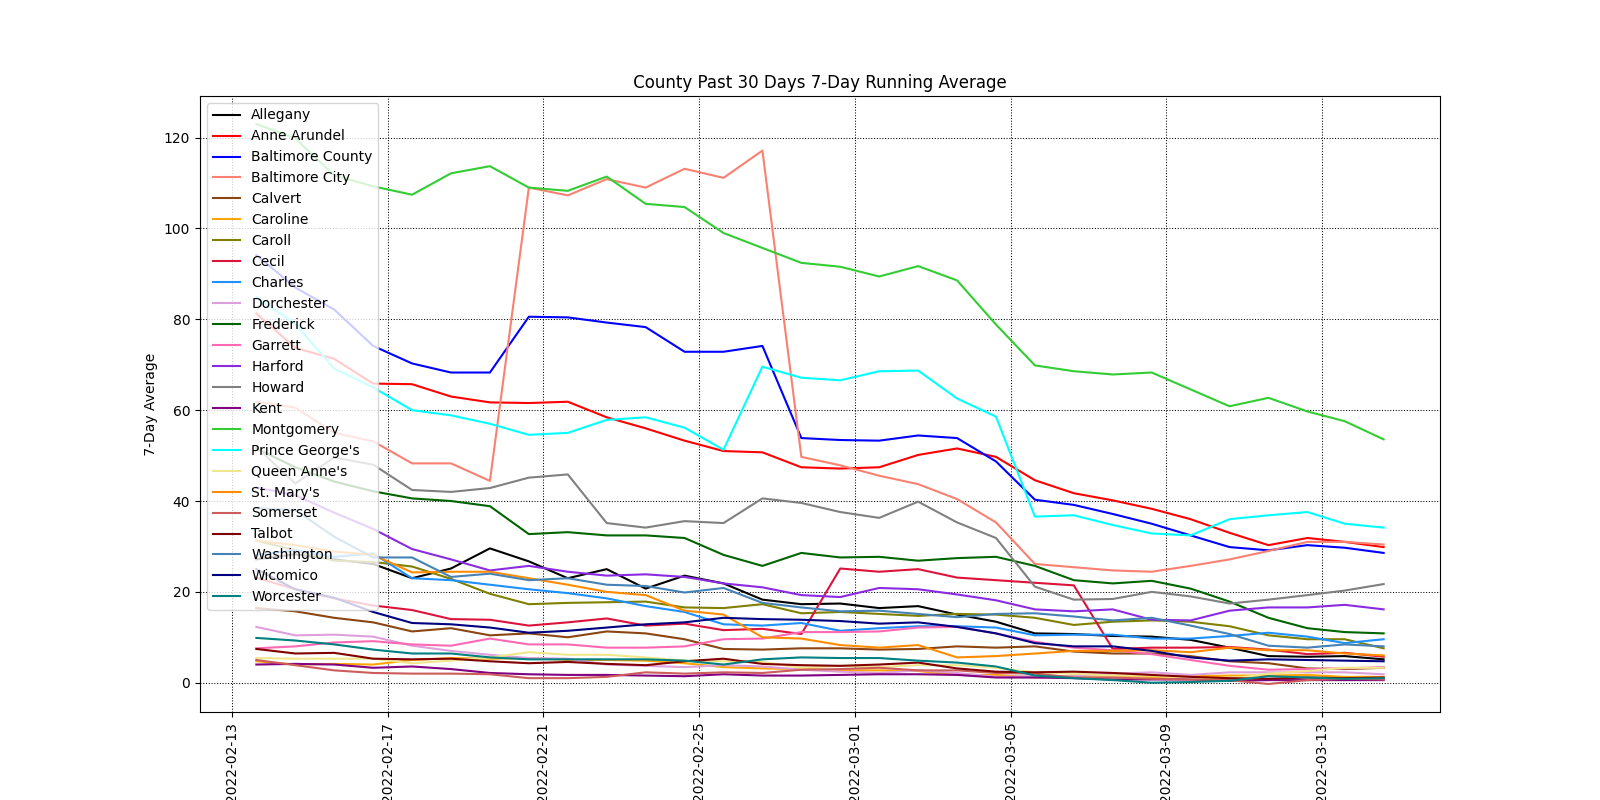 County Past 30 Days 7-Day Running Average
Allegany
Anne Arundel
Baltimore County
Baltimore City
Calvert
Caroline
Caroll
Cecil
Charles
Dorchester
Frederick
Garrett
Harford
Howard
Kent
Montgomery
Prince George's
Queen Anne's
St. Mary's
Somerset
Talbot
Washington
Wicomico
Worcester
7-Day Average
120
100
80
60
40
20
0
2022-02-13
2022-02-17
2022-02-21
2022-02-25
2022-03-01
2022-03-05
2022-03-09
2022-03-13